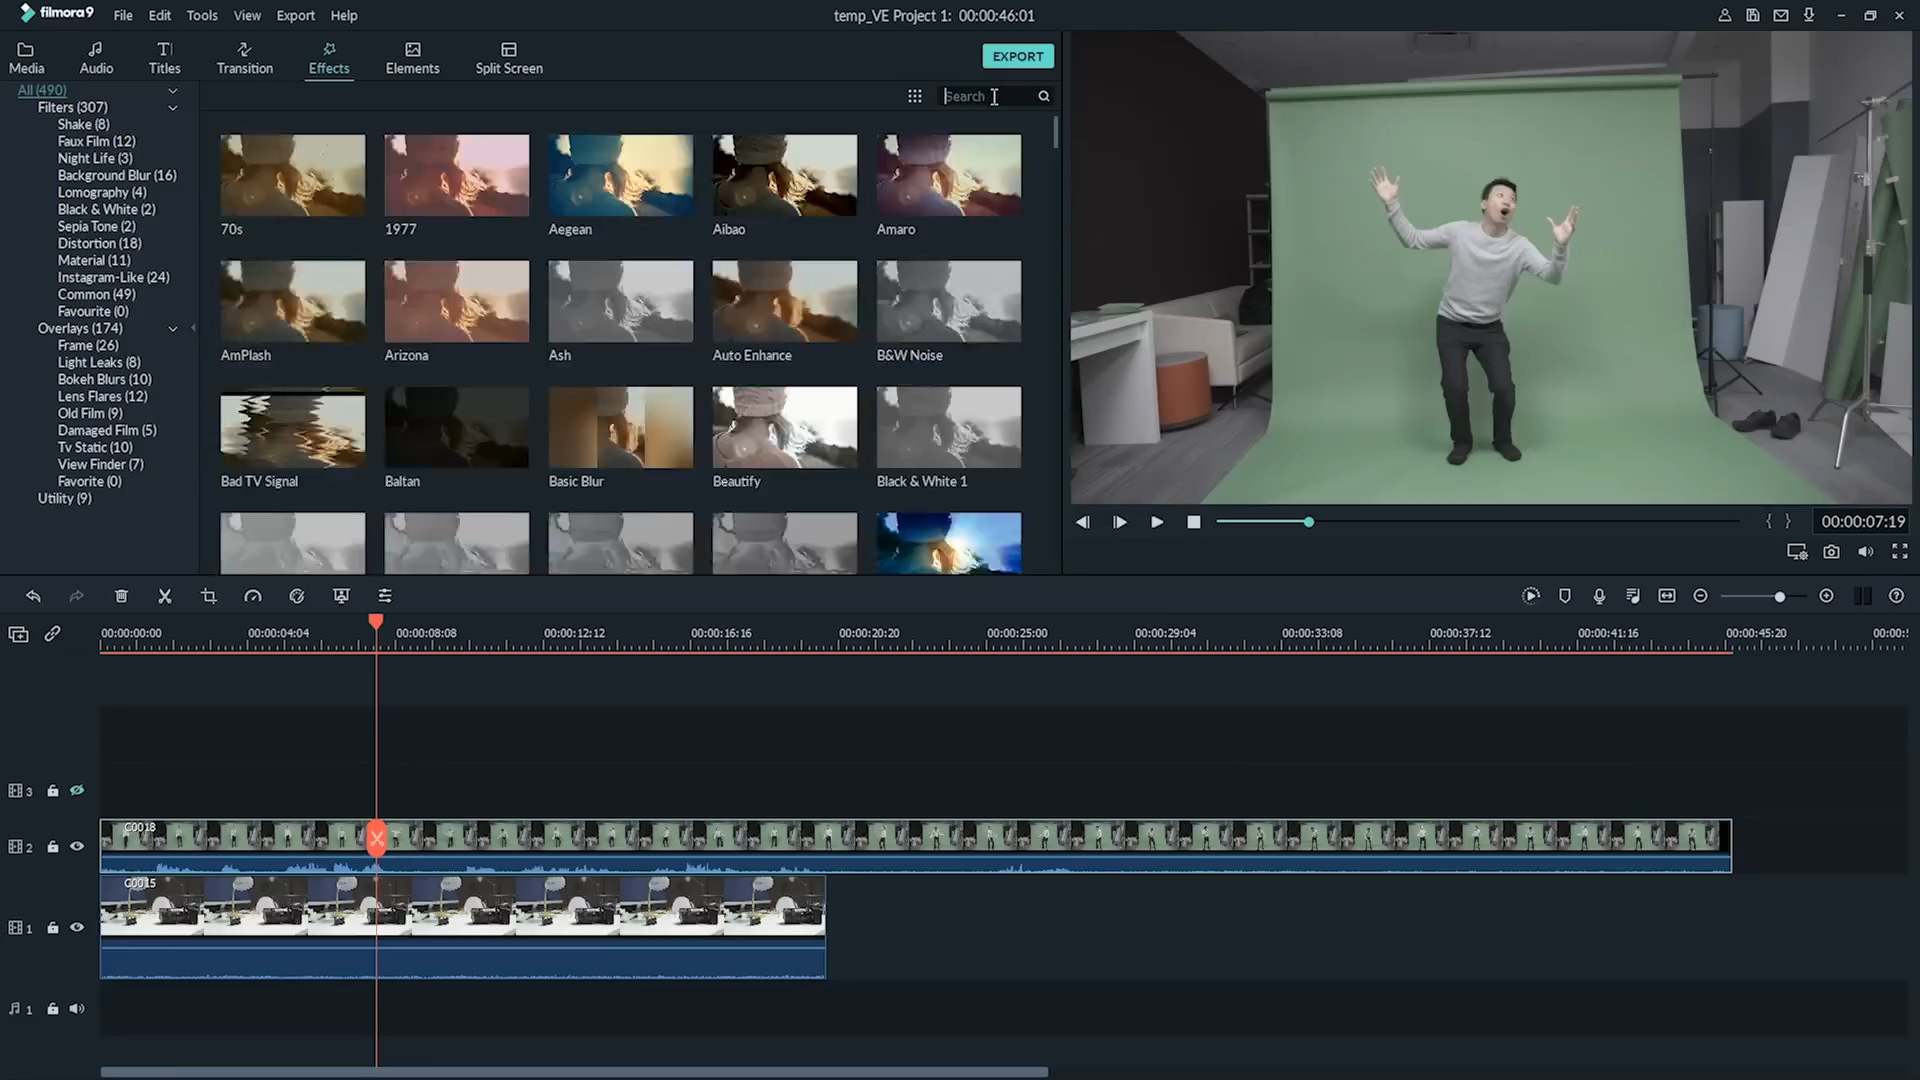 filmora9 File Edit Tools View Export Help temp_VE Project 1: 00:00:46:01
Media Audio Titles Transition Effects Elements Split Screen EXPORT
All (490)
Search
Filters (307)
Shake (8)
Faux Film (12)
Night Life (3)
Background Blur (16)
Lomography (4)
Black & White (2)
Sepia Tone (2)
Distortion (18)
Material (11)
Instagram-Like (24)
Common (49)
Favourite (0)
Overlays (174)
Frame (26)
Light Leaks (8)
Bokeh Blurs (10)
Lens Flares (12)
Old Film (9)
Damaged Film (5)
Tv Static (10)
View Finder (7)
Favorite (0)
Utility (9)
70s 1977 Aegean Aibao Amaro
AmPlash Arizona Ash Auto Enhance B&W Noise
Bad TV Signal Baltan Basic Blur Beautify Black & White 1
{ } 00:00:07:19
00:00:00:00 00:00:04:04 00:00:08:08 00:00:12:12 00:00:16:16 00:00:20:20 00:00:25:00 00:00:29:04 00:00:33:08 00:00:37:12 00:00:41:16 00:00:45:20
3
C0018
2
C0015
1
1